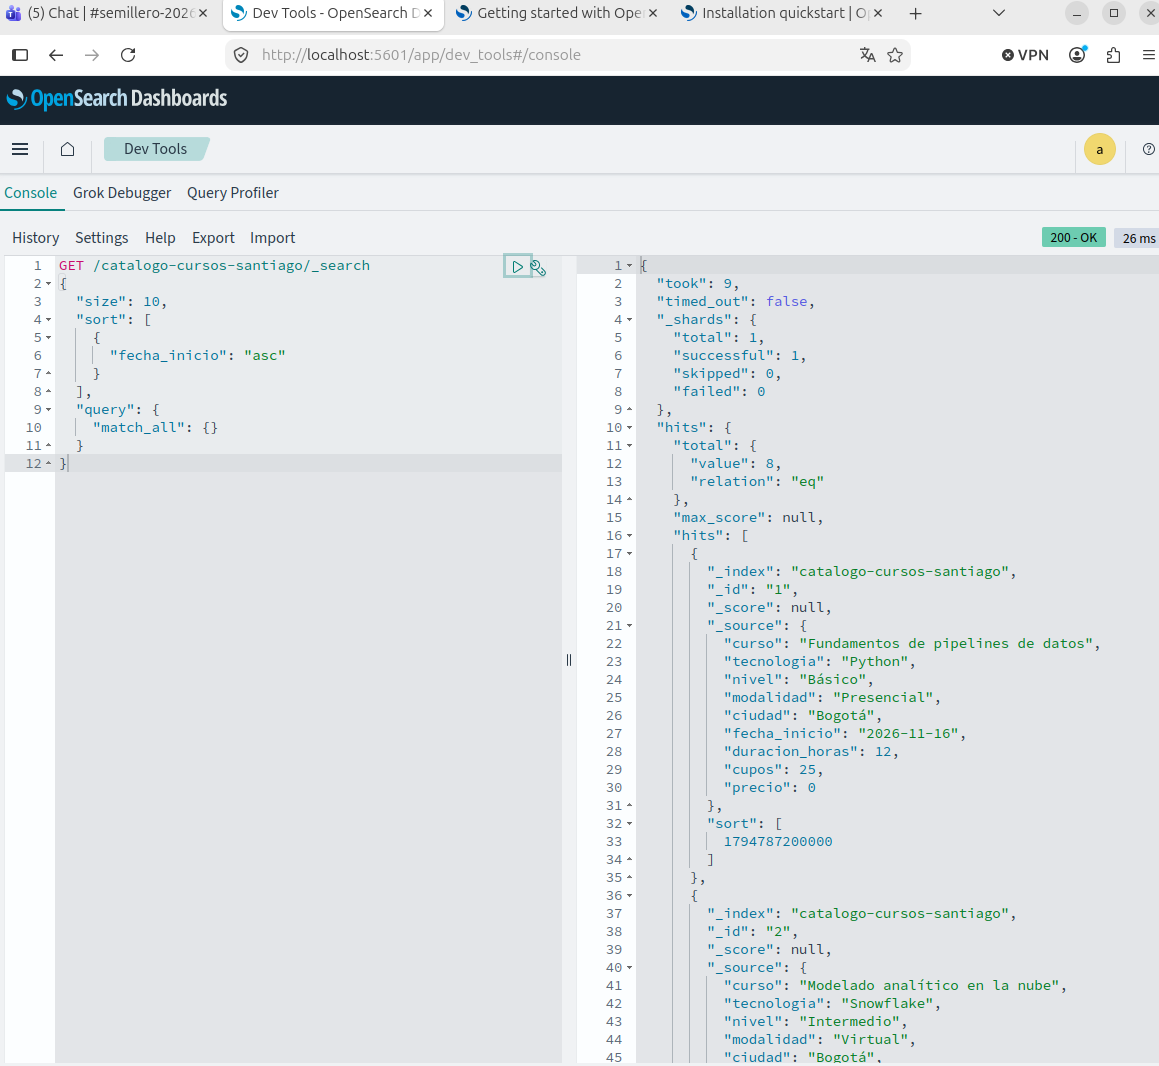 (5) Chat | #semillero-202
Dev Tools - OpenSearch D
Getting started with Ope
Installation quickstart | O
http://localhost:5601/app/dev_tools#/console
VPN
OpenSearch Dashboards
Dev Tools
a
Console Grok Debugger Query Profiler
History Settings Help Export Import
200 - OK
26 ms
1 GET /catalogo-cursos-santiago/_search
2 {
3 "size": 10,
4 "sort": [
5 {
6 "fecha_inicio": "asc"
7 }
8 ],
9 "query": {
10 "match_all": {}
11 }
12 }
1 {
2 "took": 9,
3 "timed_out": false,
4 "_shards": {
5 "total": 1,
6 "successful": 1,
7 "skipped": 0,
8 "failed": 0
9 },
10 "hits": {
11 "total": {
12 "value": 8,
13 "relation": "eq"
14 },
15 "max_score": null,
16 "hits": [
17 {
18 "_index": "catalogo-cursos-santiago",
19 "_id": "1",
20 "_score": null,
21 "_source": {
22 "curso": "Fundamentos de pipelines de datos",
23 "tecnologia": "Python",
24 "nivel": "Básico",
25 "modalidad": "Presencial",
26 "ciudad": "Bogotá",
27 "fecha_inicio": "2026-11-16",
28 "duracion_horas": 12,
29 "cupos": 25,
30 "precio": 0
31 },
32 "sort": [
33 1794787200000
34 ]
35 },
36 {
37 "_index": "catalogo-cursos-santiago",
38 "_id": "2",
39 "_score": null,
40 "_source": {
41 "curso": "Modelado analítico en la nube",
42 "tecnologia": "Snowflake",
43 "nivel": "Intermedio",
44 "modalidad": "Virtual",
45 "ciudad": "Bogotá",